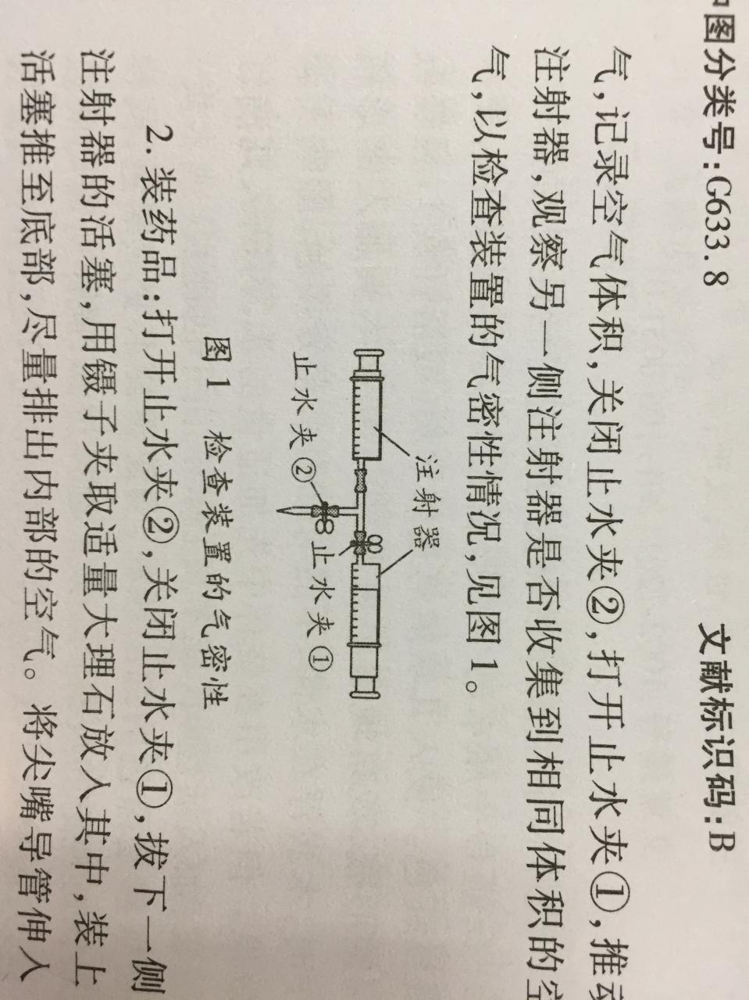 图分类号:G633.8 文献标识码:B
气,记录空气体积,关闭止水夹②,打开止水夹①,推动
注射器,观察另一侧注射器是否收集到相同体积的空
气,以检查装置的气密性情况,见图1。
注射器
止水夹②
止水夹①
图1 检查装置的气密性
2.装药品:打开止水夹②,关闭止水夹①,拔下一侧
注射器的活塞,用镊子夹取适量大理石放入其中,装上
活塞推至底部,尽量排出内部的空气。将尖嘴导管伸入